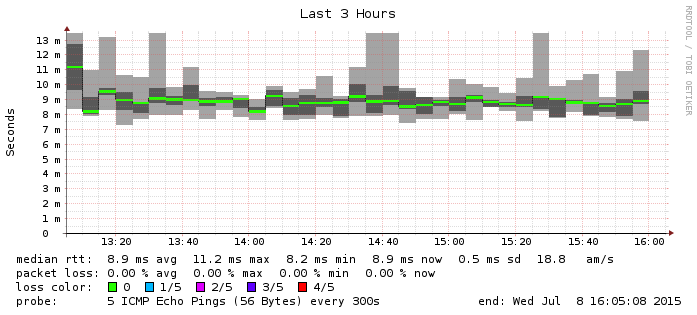 Last 3 Hours
RRDTOOL / TOBI OETIKER
Seconds
13 m
12 m
11 m
10 m
9 m
8 m
7 m
6 m
5 m
4 m
3 m
2 m
1 m
0
13:20 13:40 14:00 14:20 14:40 15:00 15:20 15:40 16:00
median rtt: 8.9 ms avg 11.2 ms max 8.2 ms min 8.9 ms now 0.5 ms sd 18.8 am/s
packet loss: 0.00 % avg 0.00 % max 0.00 % min 0.00 % now
loss color: 0 1/5 2/5 3/5 4/5
probe: 5 ICMP Echo Pings (56 Bytes) every 300s end: Wed Jul 8 16:05:08 2015